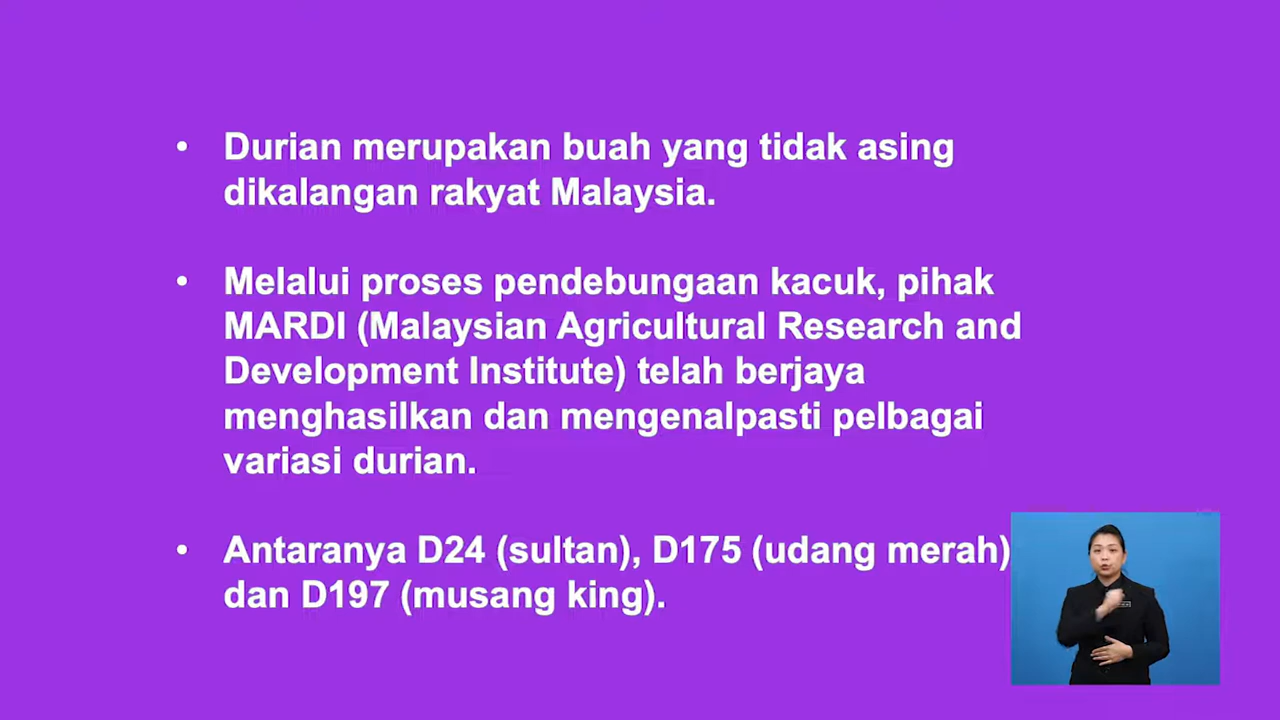 • Durian merupakan buah yang tidak asing
dikalangan rakyat Malaysia.
• Melalui proses pendebungaan kacuk, pihak
MARDI (Malaysian Agricultural Research and
Development Institute) telah berjaya
menghasilkan dan mengenalpasti pelbagai
variasi durian.
• Antaranya D24 (sultan), D175 (udang merah)
dan D197 (musang king).